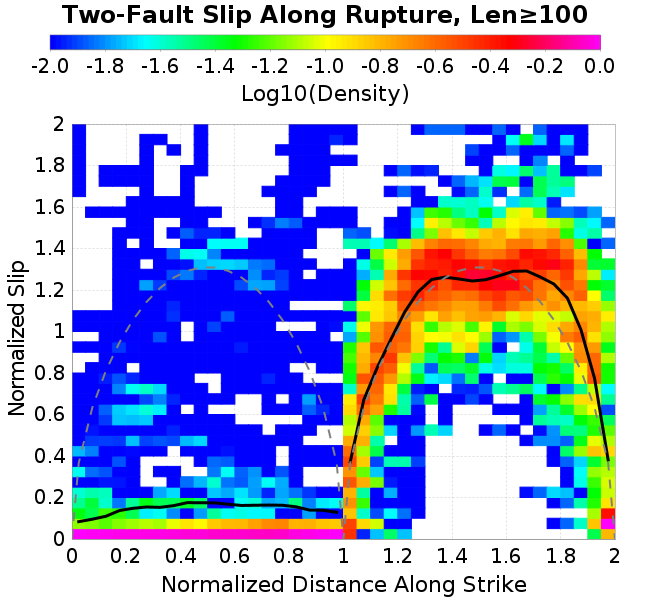 Two-Fault Slip Along Rupture, Len≥100
-2.0 -1.8 -1.6 -1.4 -1.2 -1.0 -0.8 -0.6 -0.4 -0.2 0.0
Log10(Density)
2
1.8
1.6
1.4
1.2
1
0.8
0.6
0.4
0.2
0
Normalized Slip
0 0.2 0.4 0.6 0.8 1 1.2 1.4 1.6 1.8 2
Normalized Distance Along Strike